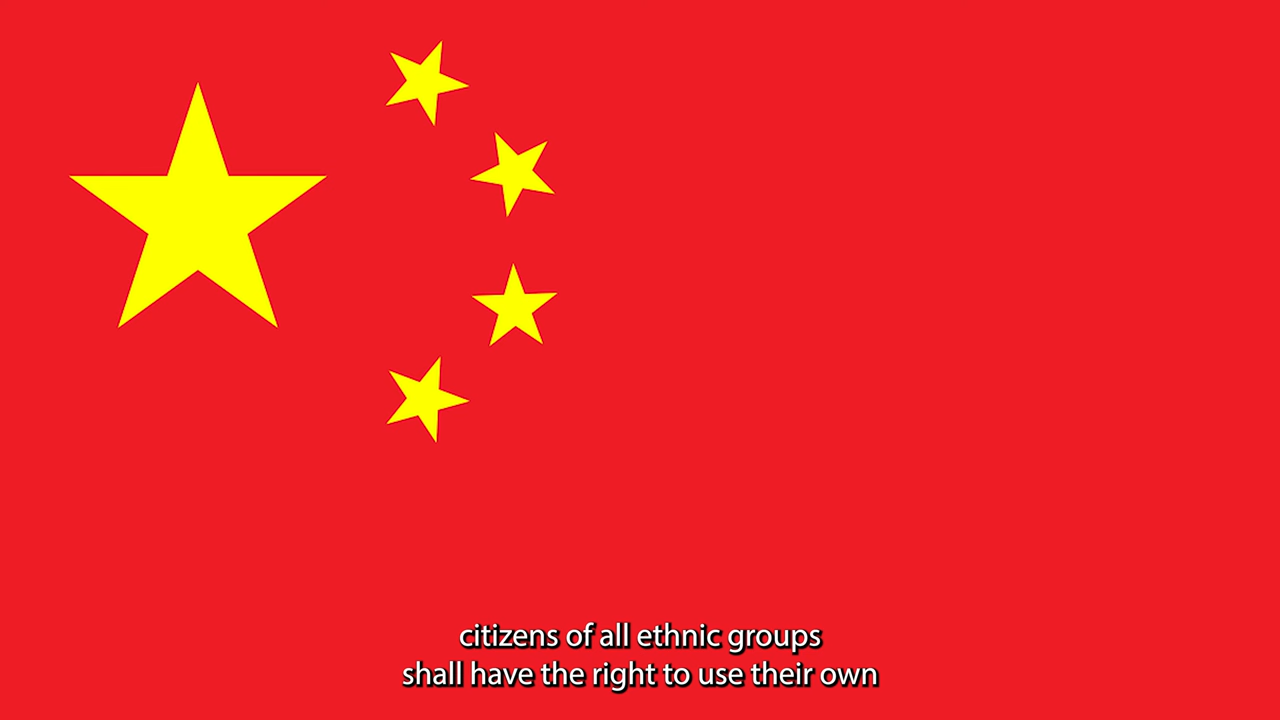 citizens of all ethnic groups
shall have the right to use their own